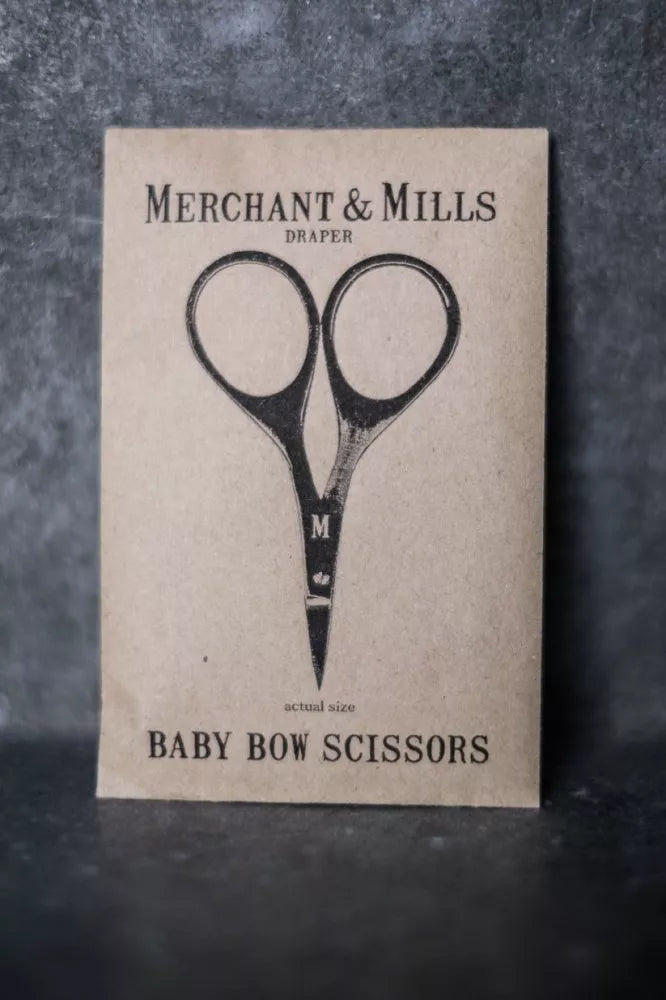 MERCHANT & MILLS
DRAPER
M
actual size
BABY BOW SCISSORS